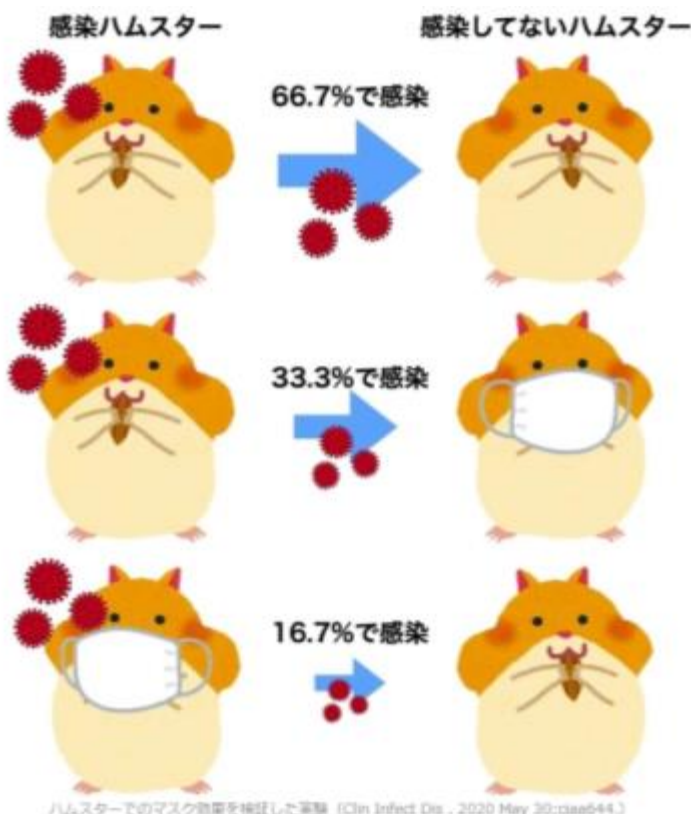 感染ハムスター
感染してないハムスター
66.7%で感染
33.3%で感染
16.7%で感染
ハムスターでのマスク効果を検証した実験 (Clin Infect Dis . 2020 May 30;ciaa644.)